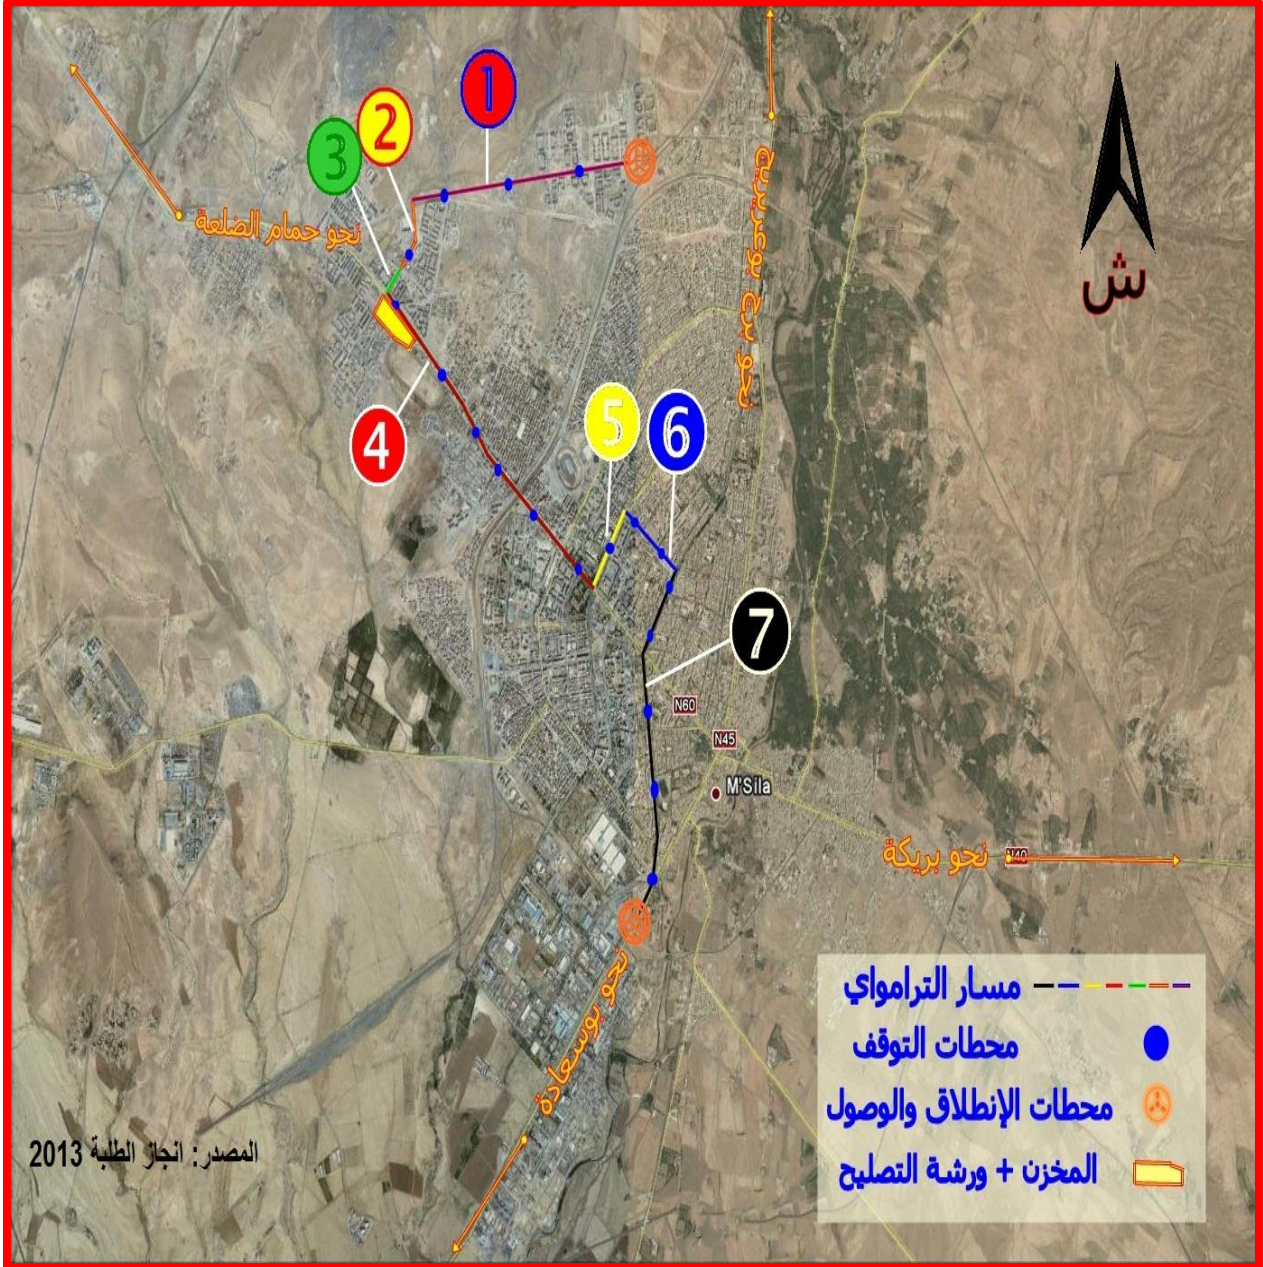 1
2
3
نحو حمام الضلعة
نحو برج بوعريريج
ش
4
5
6
7
N60
N45
M'Sila
نحو بريكة
N40
نحو بوسعادة
مسار الترامواي
محطات التوقف
محطات الإنطلاق والوصول
المخزن + ورشة التصليح
المصدر: انجاز الطلبة 2013